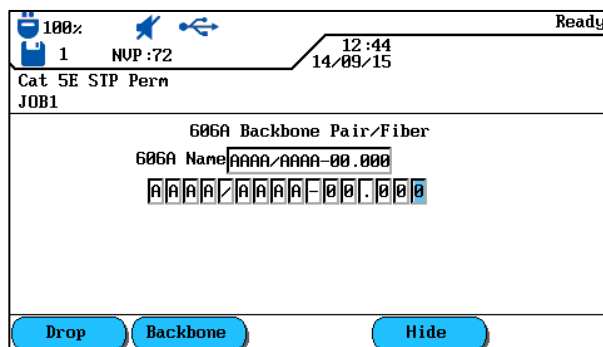 100% Ready
1 NVP:72 12:44
14/09/15
Cat 5E STP Perm
JOB1
606A Backbone Pair/Fiber
606A Name AAAA/AAAA-00.000
AAAA/AAAA-00.000
Drop Backbone Hide